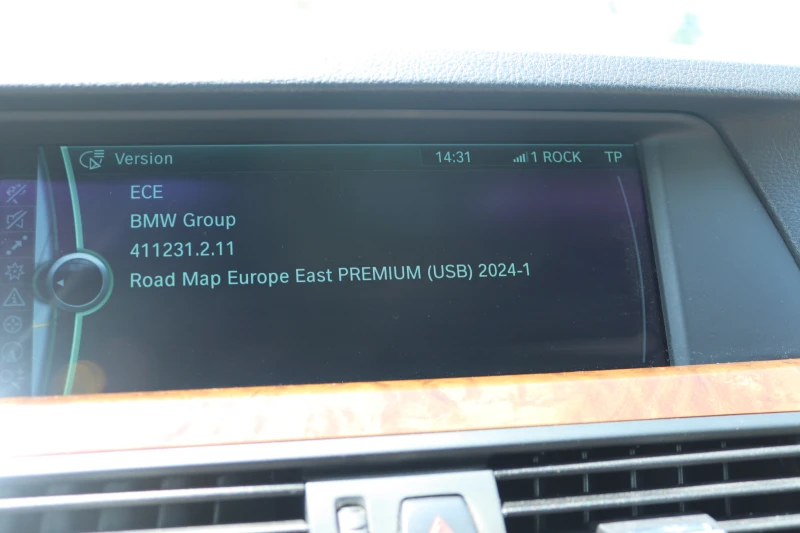 Version 14:31 1 ROCK TP
ECE
BMW Group
411231.2.11
Road Map Europe East PREMIUM (USB) 2024-1